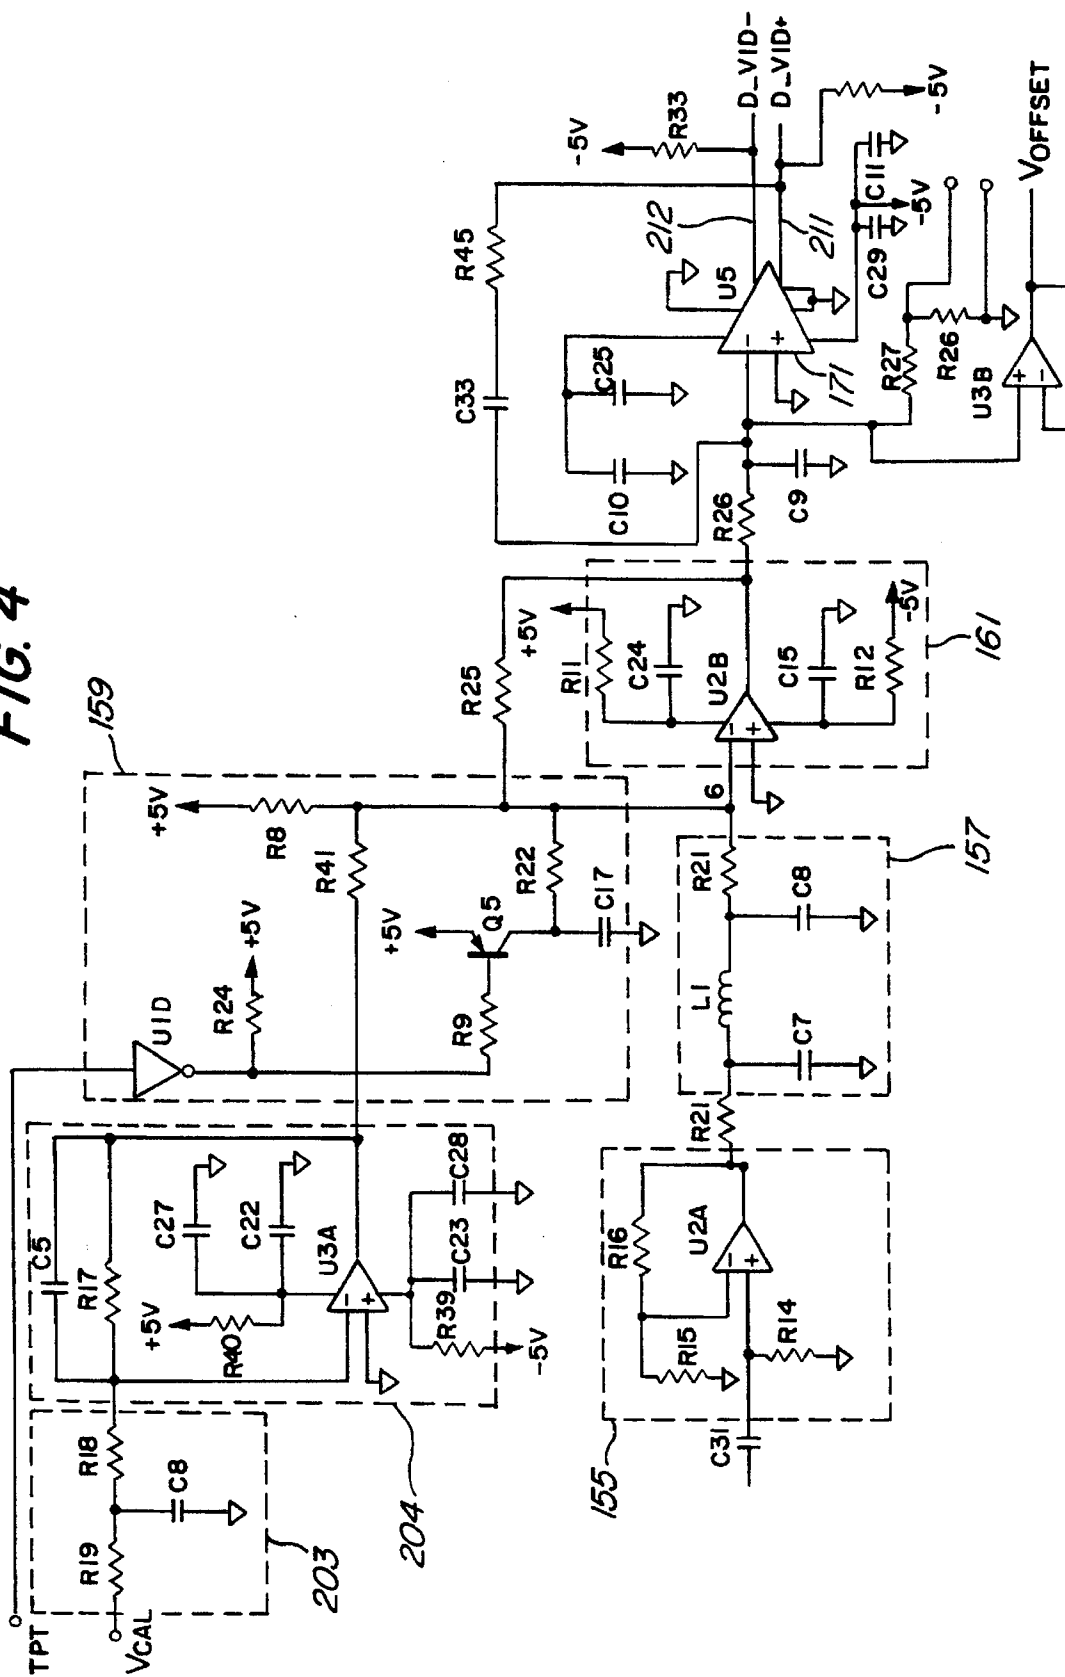 FIG. 4
TPT
VCAL
R19
R18
C8
203
204
C5
R17
+5V
R40
C27
C22
U3A
R39
C23
C28
-5V
159
U1D
R24
+5V
R9
Q5
+5V
R22
C17
R41
R8
+5V
155
C31
R15
R14
R16
U2A
R21
C7
L1
C8
R21
157
6
U2B
R25
+5V
R11
C24
C15
R12
-5V
161
R26
C9
C33
R45
C10
C25
U5
171
212
211
-5V
R33
D_VID-
D_VID+
-5V
C29
C11
-5V
R27
R26
U3B
VOFFSET